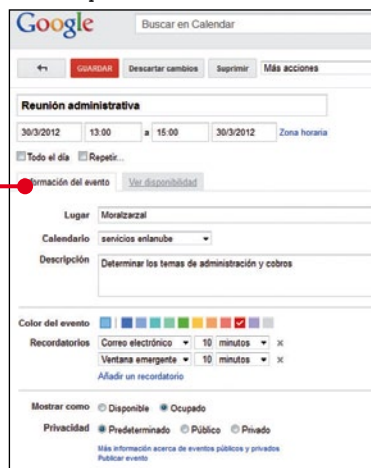 Google
Buscar en Calendar
GUARDAR Descartar cambios Suprimir Más acciones
Reunión administrativa
30/3/2012 13:00 a 15:00 30/3/2012 Zona horaria
Todo el día Repetir...
formación del evento Ver disponibilidad
Lugar Moralzarzal
Calendario servicios enlanube
Descripción Determinar los temas de administración y cobros
Color del evento
Recordatorios Correo electrónico 10 minutos x
Ventana emergente 10 minutos x
Añadir un recordatorio
Mostrar como Disponible Ocupado
Privacidad Predeterminado Público Privado
Más información acerca de eventos públicos y privados
Publicar evento